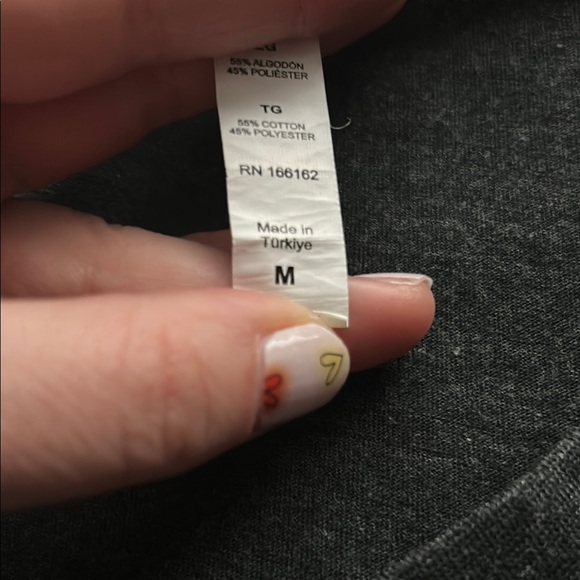 55% ALGODÓN
45% POLIÉSTER
TG
55% COTTON
45% POLYESTER
RN 166162
Made in
Türkiye
M